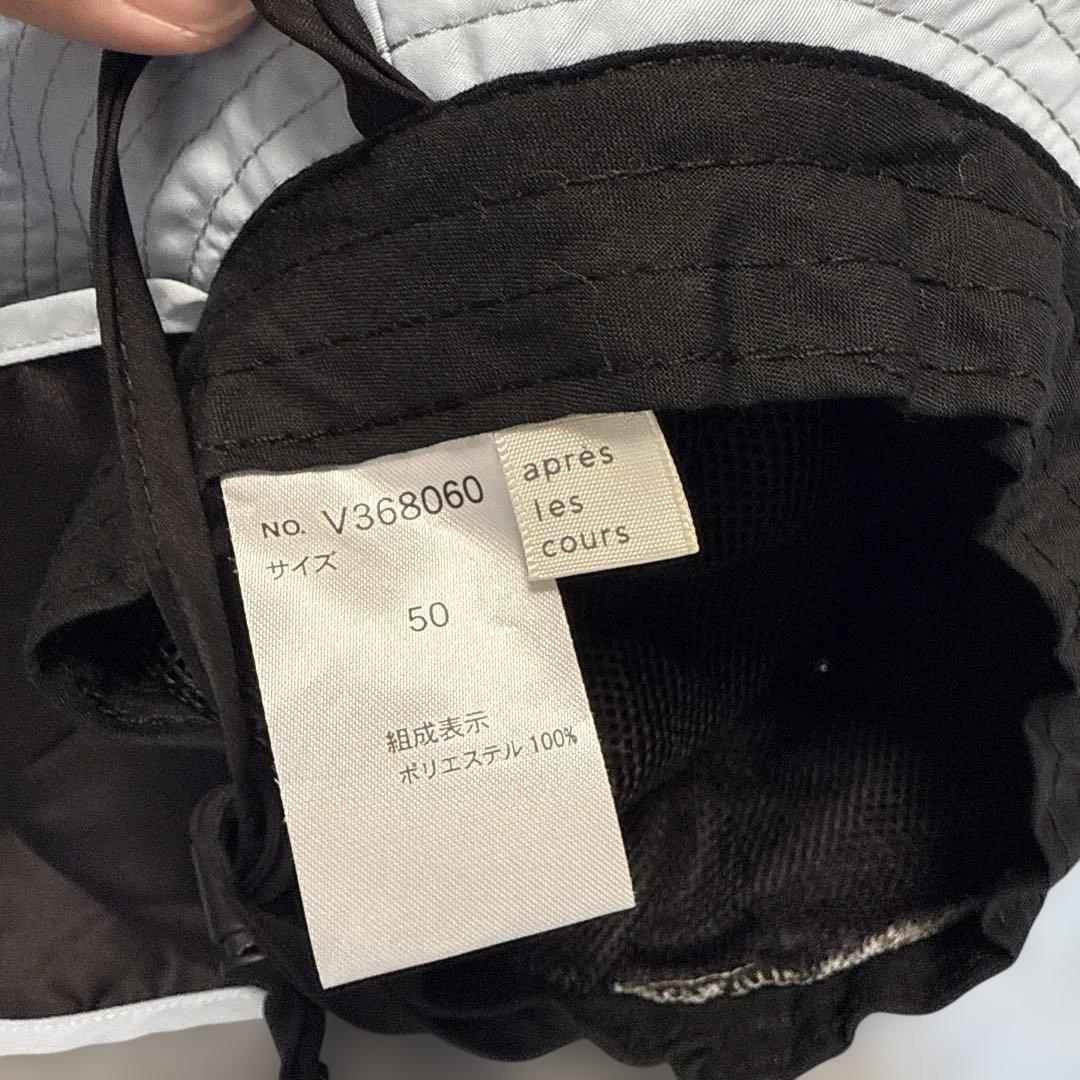 NO. V368060
サイズ
50
組成表示
ポリエステル 100%
après
les
cours